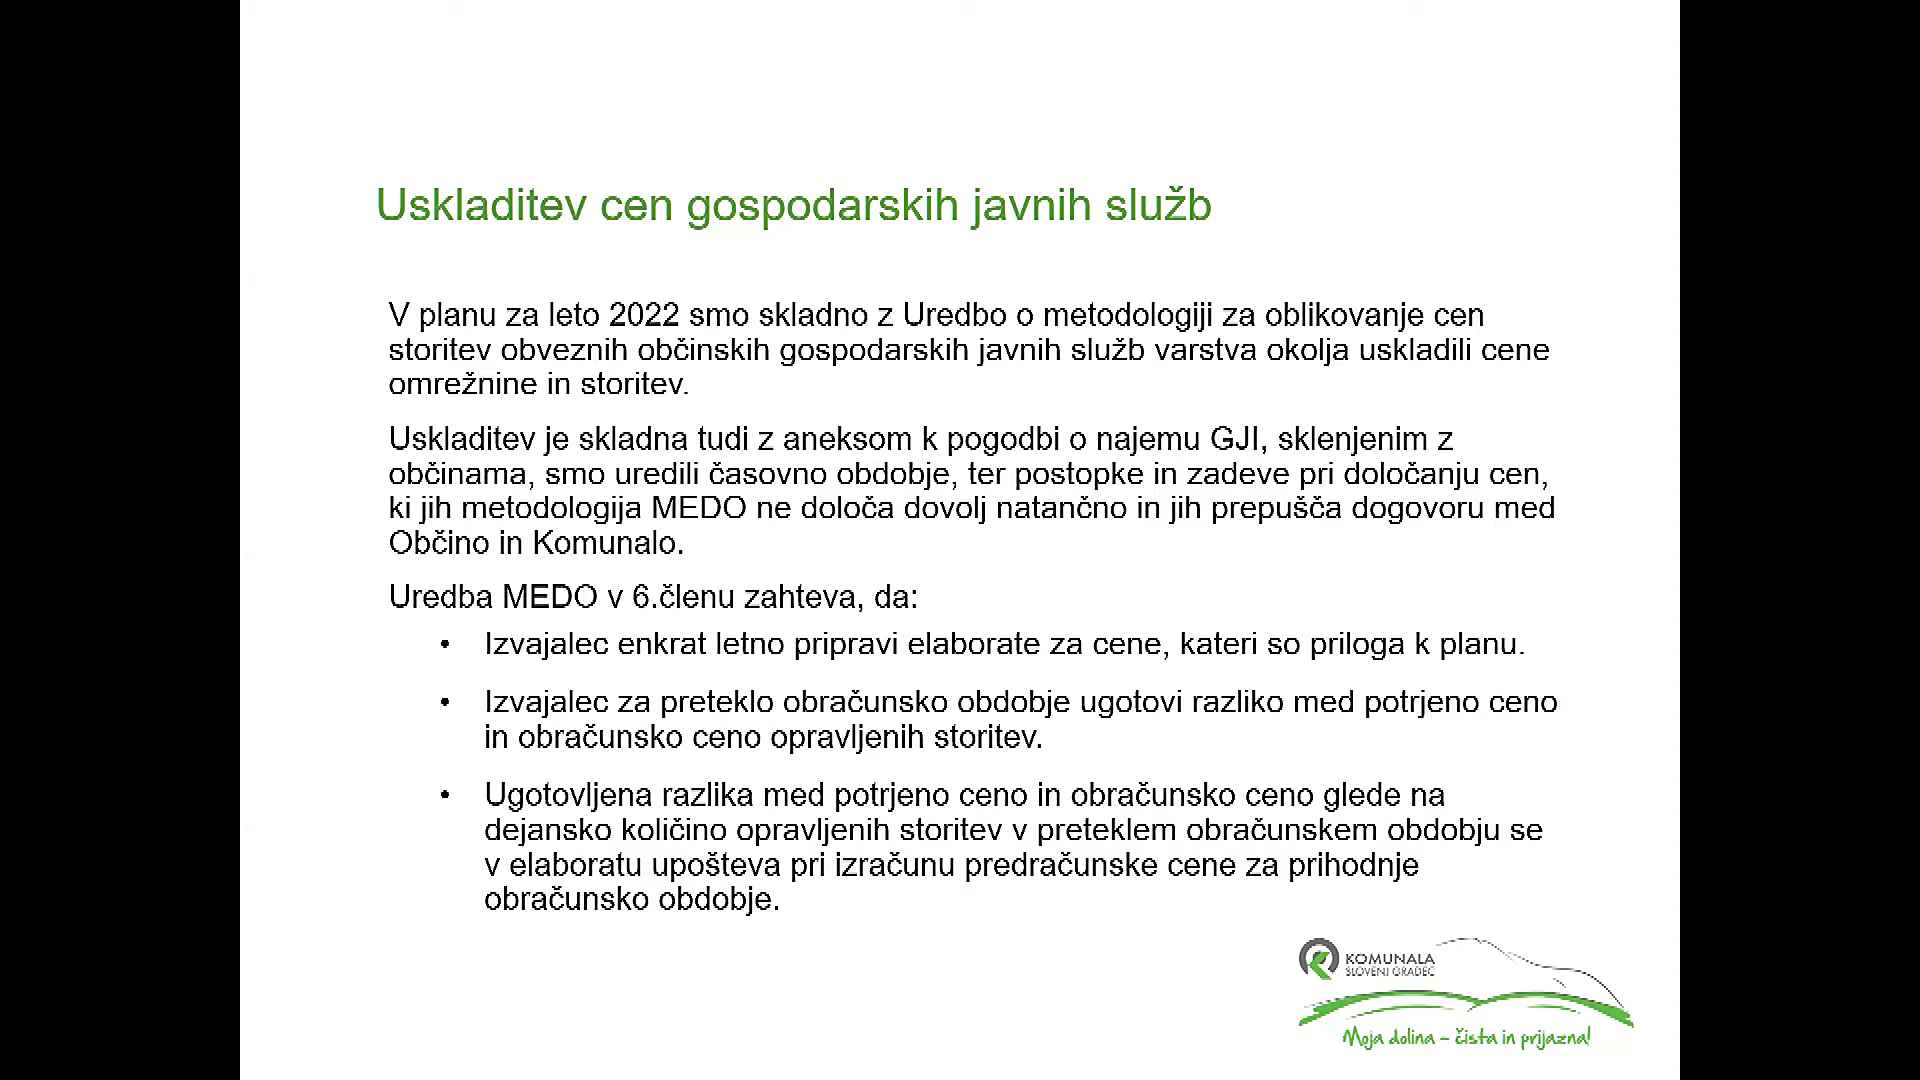 Uskladitev cen gospodarskih javnih služb
V planu za leto 2022 smo skladno z Uredbo o metodologiji za oblikovanje cen
storitev obveznih občinskih gospodarskih javnih služb varstva okolja uskladili cene
omrežnine in storitev.
Uskladitev je skladna tudi z aneksom k pogodbi o najemu GJI, sklenjenim z
občinama, smo uredili časovno obdobje, ter postopke in zadeve pri določanju cen,
ki jih metodologija MEDO ne določa dovolj natančno in jih prepušča dogovoru med
Občino in Komunalo.
Uredba MEDO v 6.členu zahteva, da:
• Izvajalec enkrat letno pripravi elaborate za cene, kateri so priloga k planu.
• Izvajalec za preteklo obračunsko obdobje ugotovi razliko med potrjeno ceno
in obračunsko ceno opravljenih storitev.
• Ugotovljena razlika med potrjeno ceno in obračunsko ceno glede na
dejansko količino opravljenih storitev v preteklem obračunskem obdobju se
v elaboratu upošteva pri izračunu predračunske cene za prihodnje
obračunsko obdobje.
KOMUNALA
SLOVENJ GRADEC
Moja dolina – čista in prijazna!